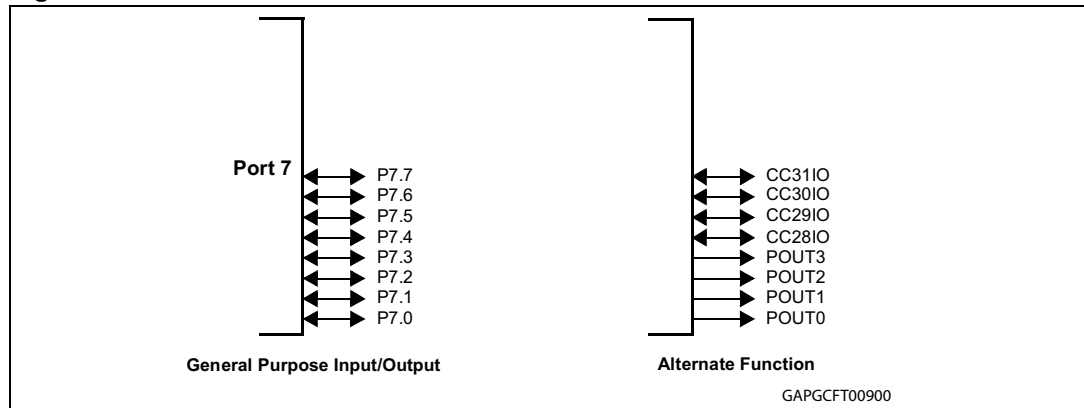 Port 7
P7.7
P7.6
P7.5
P7.4
P7.3
P7.2
P7.1
P7.0
General Purpose Input/Output
CC31IO
CC30IO
CC29IO
CC28IO
POUT3
POUT2
POUT1
POUT0
Alternate Function
GAPGCFT00900